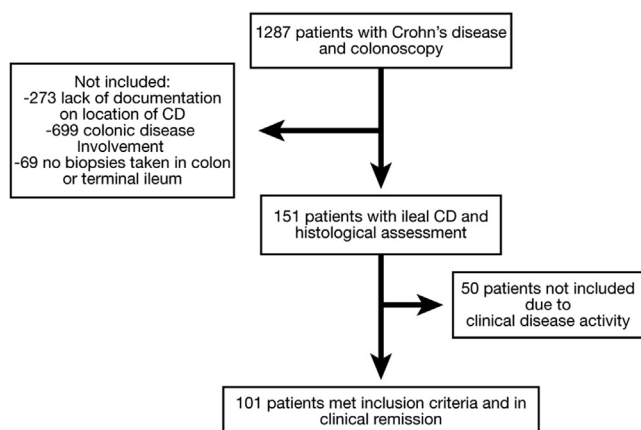 1287 patients with Crohn's disease
and colonoscopy
Not included:
-273 lack of documentation
on location of CD
-699 colonic disease
Involvement
-69 no biopsies taken in colon
or terminal ileum
151 patients with ileal CD and
histological assessment
50 patients not included
due to
clinical disease activity
101 patients met inclusion criteria and in
clinical remission